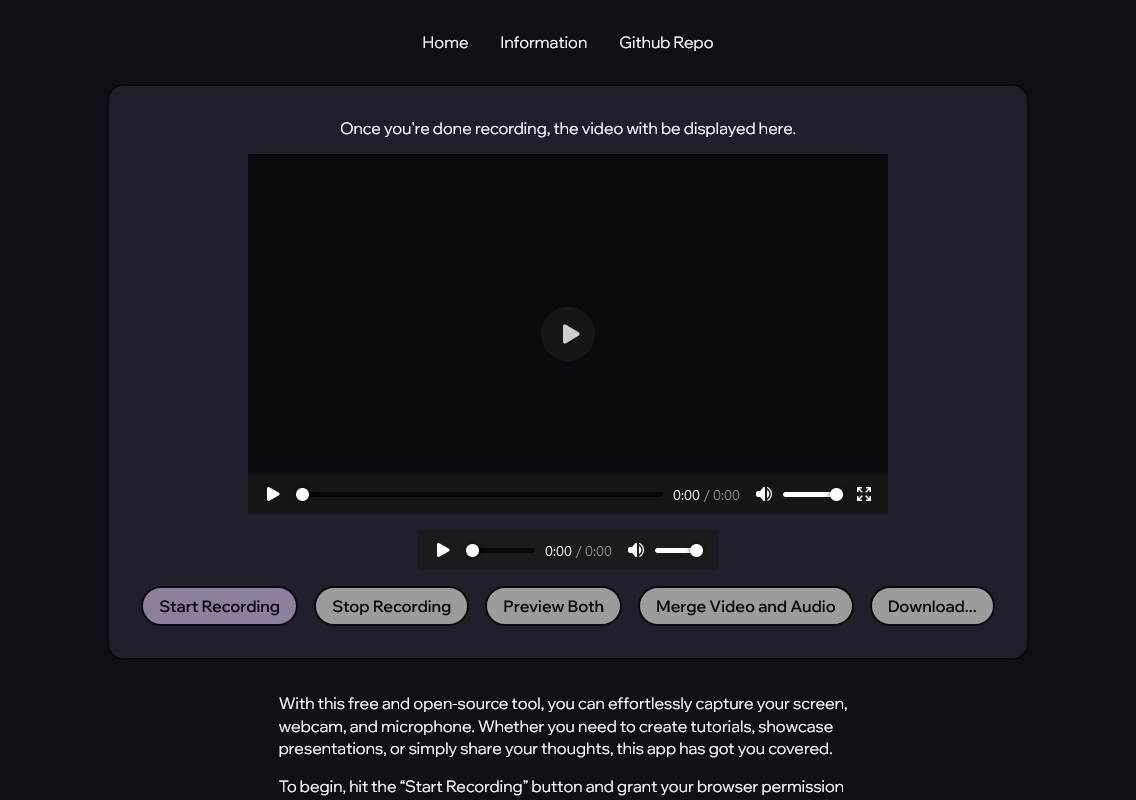 Home Information Github Repo
Once you're done recording, the video with be displayed here.
0:00 / 0:00
0:00 / 0:00
Start Recording Stop Recording Preview Both Merge Video and Audio Download...
With this free and open-source tool, you can effortlessly capture your screen,
webcam, and microphone. Whether you need to create tutorials, showcase
presentations, or simply share your thoughts, this app has got you covered.
To begin, hit the “Start Recording” button and grant your browser permission